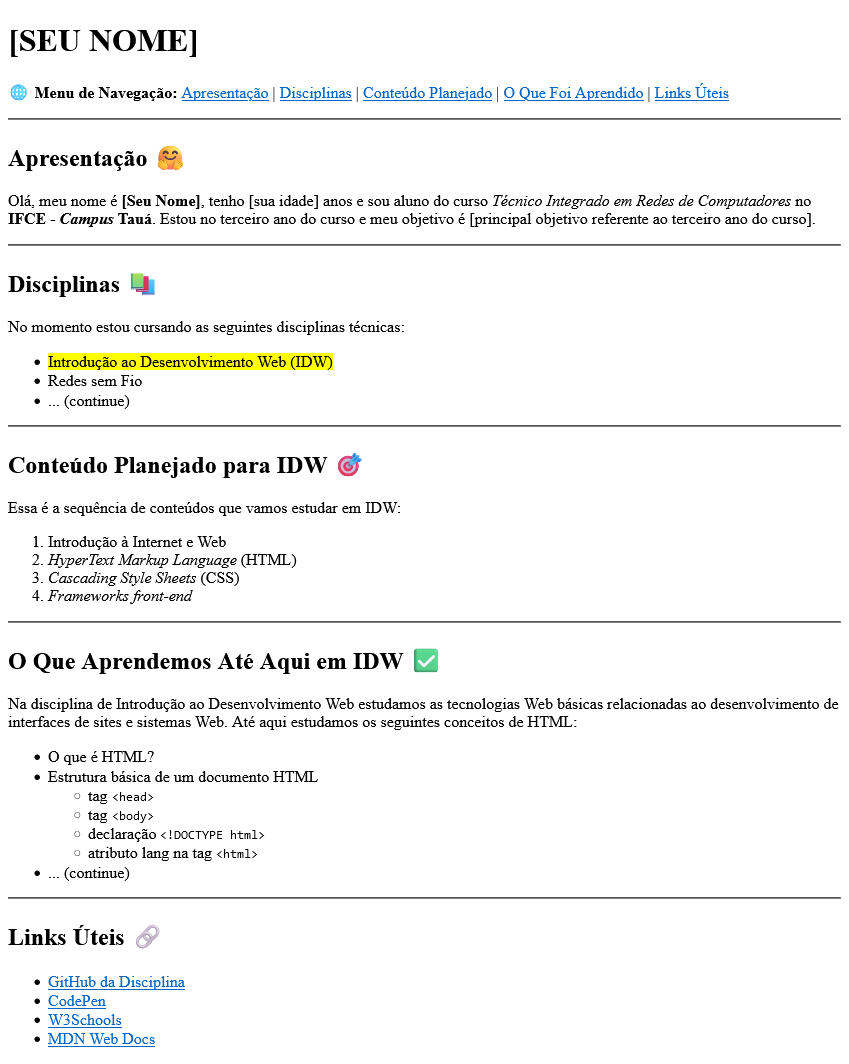 [SEU NOME]
🌐 Menu de Navegação: Apresentação | Disciplinas | Conteúdo Planejado | O Que Foi Aprendido | Links Úteis
Apresentação 🤗
Olá, meu nome é [Seu Nome], tenho [sua idade] anos e sou aluno do curso Técnico Integrado em Redes de Computadores no
IFCE - Campus Tauá. Estou no terceiro ano do curso e meu objetivo é [principal objetivo referente ao terceiro ano do curso].
Disciplinas 📚
No momento estou cursando as seguintes disciplinas técnicas:
• Introdução ao Desenvolvimento Web (IDW)
• Redes sem Fio
• ... (continue)
Conteúdo Planejado para IDW 🎯
Essa é a sequência de conteúdos que vamos estudar em IDW:
1. Introdução à Internet e Web
2. HyperText Markup Language (HTML)
3. Cascading Style Sheets (CSS)
4. Frameworks front-end
O Que Aprendemos Até Aqui em IDW ✅
Na disciplina de Introdução ao Desenvolvimento Web estudamos as tecnologias Web básicas relacionadas ao desenvolvimento de
interfaces de sites e sistemas Web. Até aqui estudamos os seguintes conceitos de HTML:
• O que é HTML?
• Estrutura básica de um documento HTML
◦ tag <head>
◦ tag <body>
◦ declaração <!DOCTYPE html>
◦ atributo lang na tag <html>
• ... (continue)
Links Úteis 🔗
• GitHub da Disciplina
• CodePen
• W3Schools
• MDN Web Docs